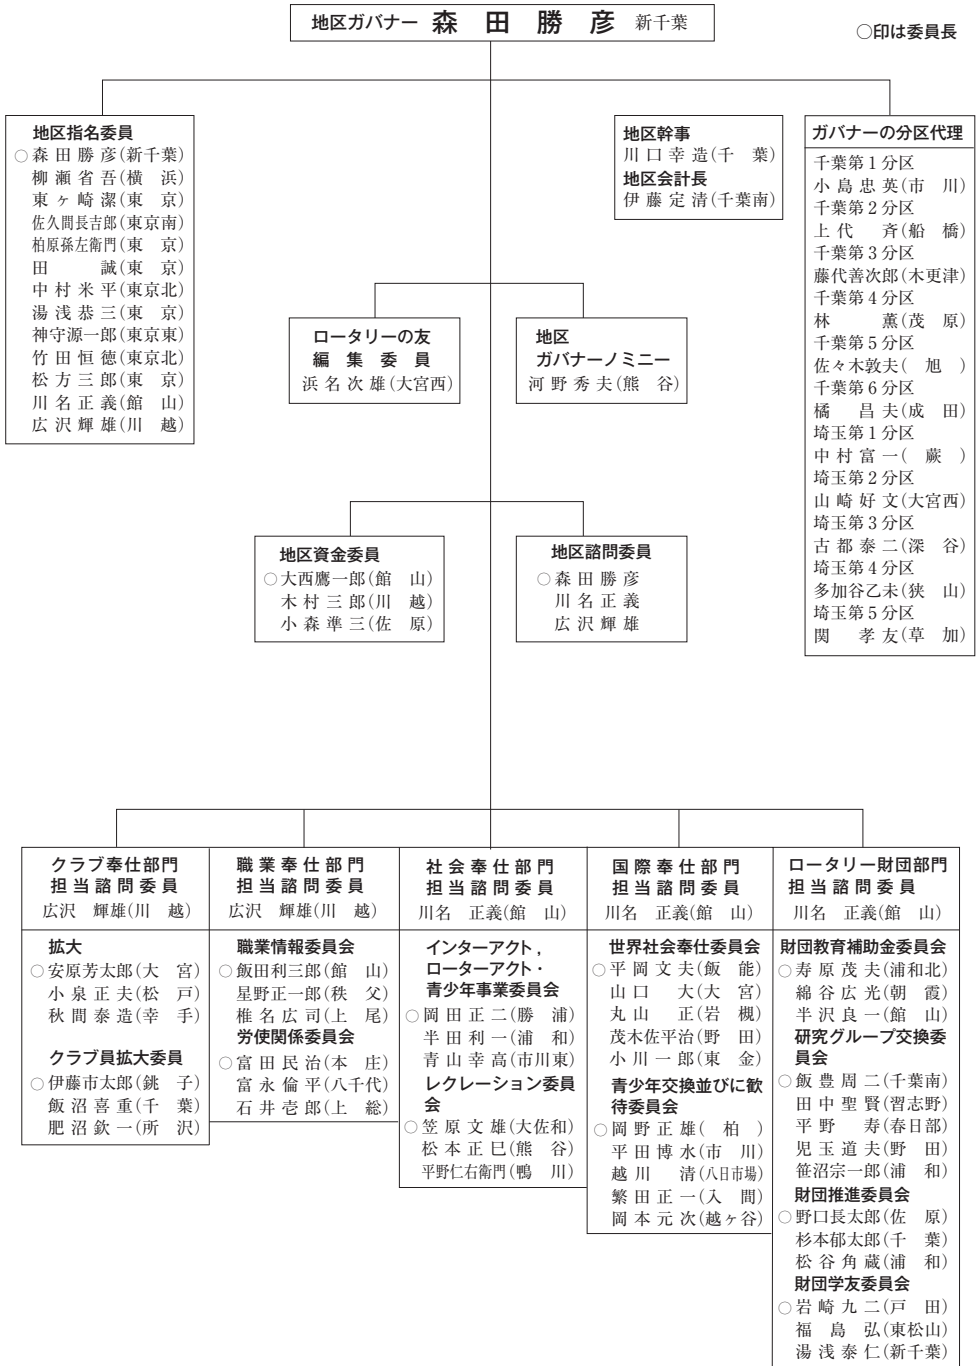 地区ガバナー 森田勝彦 新千葉
○印は委員長
地区指名委員
○森田勝彦(新千葉)
柳瀬省吾(横 浜)
東ヶ崎潔(東 京)
佐久間長吉郎(東京南)
柏原孫左衛門(東 京)
田 誠(東 京)
中村米平(東京北)
湯浅恭三(東 京)
神守源一郎(東京東)
竹田恒徳(東京北)
松方三郎(東 京)
川名正義(館 山)
広沢輝雄(川 越)
地区幹事
川口幸造(千 葉)
地区会計長
伊藤定清(千葉南)
ガバナーの分区代理
千葉第1分区
小島忠英(市 川)
千葉第2分区
上代 斉(船 橋)
千葉第3分区
藤代善次郎(木更津)
千葉第4分区
林 薫(茂 原)
千葉第5分区
佐々木敦夫( 旭 )
千葉第6分区
橘 昌夫(成 田)
埼玉第1分区
中村富一( 蕨 )
埼玉第2分区
山崎好文(大宮西)
埼玉第3分区
古都泰二(深 谷)
埼玉第4分区
多加谷乙未(狭 山)
埼玉第5分区
関 孝友(草 加)
ロータリーの友
編集委員
浜名次雄(大宮西)
地区
ガバナーノミニー
河野秀夫(熊 谷)
地区資金委員
○大西鷹一郎(館 山)
木村三郎(川 越)
小森準三(佐 原)
地区諮問委員
○森田勝彦
川名正義
広沢輝雄
クラブ奉仕部門
担当諮問委員
広沢 輝雄(川 越)
拡大
○安原芳太郎(大 宮)
小泉正夫(松 戸)
秋間泰造(幸 手)
クラブ員拡大委員
○伊藤市太郎(銚 子)
飯沼喜重(千 葉)
肥沼欽一(所 沢)
職業奉仕部門
担当諮問委員
広沢 輝雄(川 越)
職業情報委員会
○飯田利三郎(館 山)
星野正一郎(秩 父)
椎名広司(上 尾)
労使関係委員会
○富田民治(本 庄)
富永倫平(八千代)
石井壱郎(上 総)
社会奉仕部門
担当諮問委員
川名 正義(館 山)
インターアクト，
ローターアクト・
青少年事業委員会
○岡田正二(勝 浦)
半田利一(浦 和)
青山幸高(市川東)
レクレーション委員
会
○笠原文雄(大佐和)
松本正巳(熊 谷)
平野仁右衛門(鴨 川)
国際奉仕部門
担当諮問委員
川名 正義(館 山)
世界社会奉仕委員会
○平岡文夫(飯 能)
山口 大(大 宮)
丸山 正(岩 槻)
茂木佐平治(野 田)
小川一郎(東 金)
青少年交換並びに歓
待委員会
○岡野正雄( 柏 )
平田博水(市 川)
越川 清(八日市場)
繁田正一(入 間)
岡本元次(越ヶ谷)
ロータリー財団部門
担当諮問委員
川名 正義(館 山)
財団教育補助金委員会
○寿原茂夫(浦和北)
綿谷広光(朝 霞)
半沢良一(館 山)
研究グループ交換委
員会
○飯豊周二(千葉南)
田中聖賢(習志野)
平野 寿(春日部)
児玉道夫(野 田)
笹沼宗一郎(浦 和)
財団推進委員会
○野口長太郎(佐 原)
杉本郁太郎(千 葉)
松谷角蔵(浦 和)
財団学友委員会
○岩崎九二(戸 田)
福島 弘(東松山)
湯浅泰仁(新千葉)